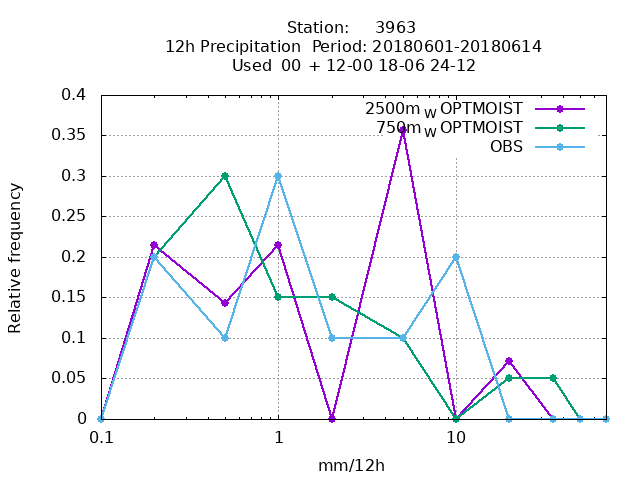 Station: 3963
12h Precipitation Period: 20180601-20180614
Used 00 + 12-00 18-06 24-12
0.4
0.35
0.3
0.25
0.2
0.15
0.1
0.05
0
Relative frequency
2500m W OPTMOIST
750m W OPTMOIST
OBS
0.1 1 10
mm/12h